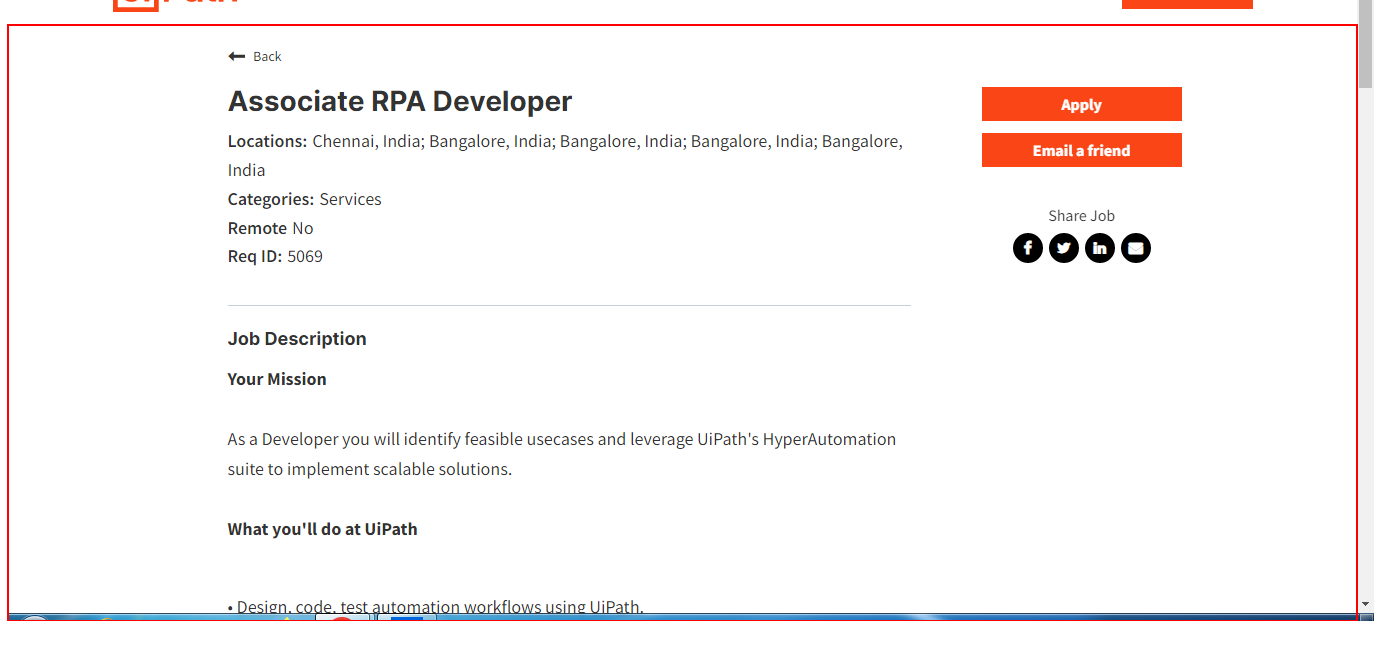 Back
Associate RPA Developer
Apply
Locations: Chennai, India; Bangalore, India; Bangalore, India; Bangalore, India; Bangalore,
India
Email a friend
Categories: Services
Remote No
Share Job
Req ID: 5069
Job Description
Your Mission
As a Developer you will identify feasible usecases and leverage UiPath's HyperAutomation
suite to implement scalable solutions.
What you'll do at UiPath
• Design, code, test automation workflows using UiPath.